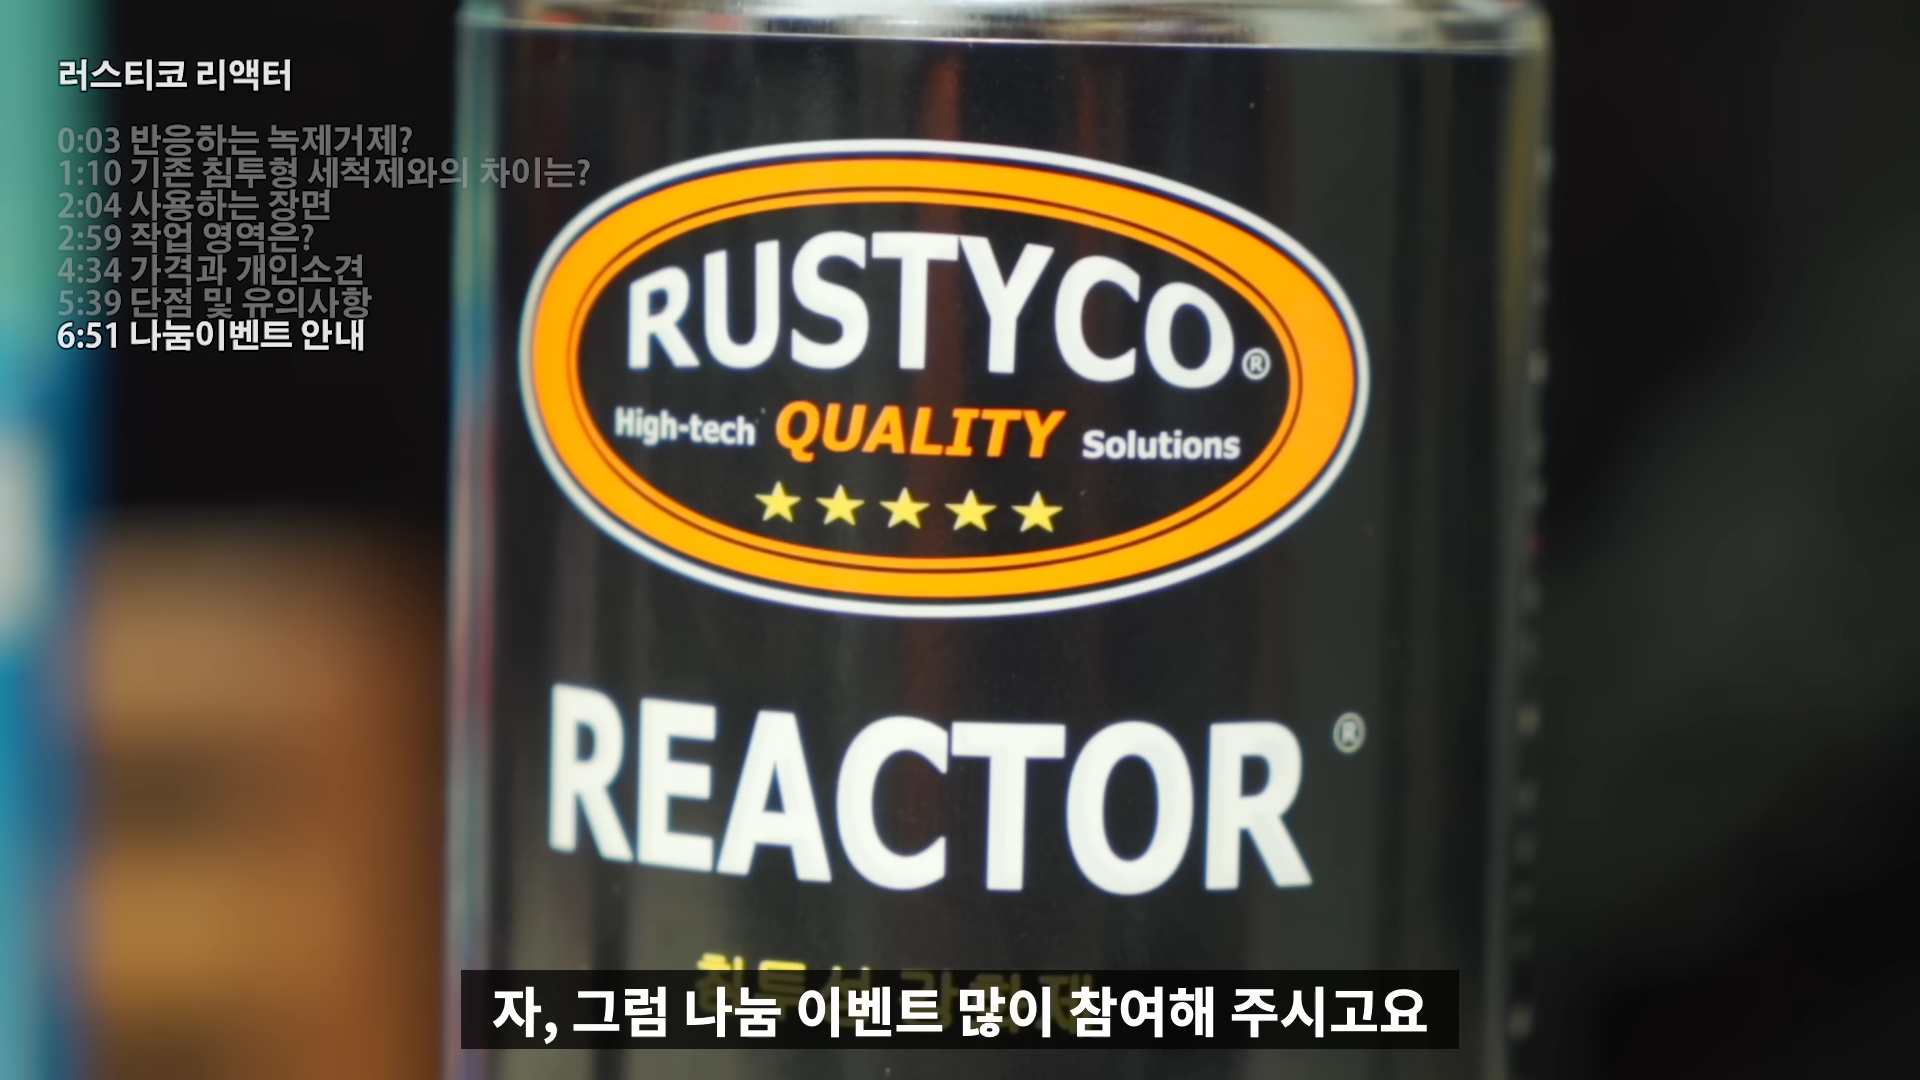 러스티코 리액터
0:03 반응하는 녹제거제?
1:10 기존 침투형 세척제와의 차이는?
2:04 사용하는 장면
2:59 작업 영역은?
4:34 가격과 개인소견
5:39 단점 및 유의사항
6:51 나눔이벤트 안내
RUSTYCO®
High-tech QUALITY Solutions
REACTOR®
자, 그럼 나눔 이벤트 많이 참여해 주시고요